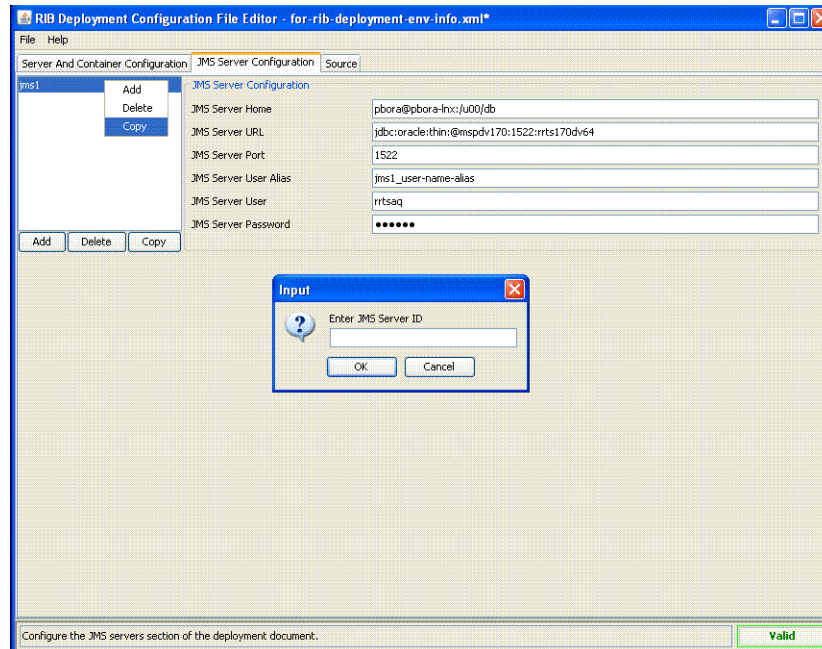 RIB Deployment Configuration File Editor - for-rib-deployment-env-info.xml*
File Help
Server And Container Configuration JMS Server Configuration Source
jms1
Add
Delete
Copy
JMS Server Configuration
JMS Server Home pbora@pbora-lnx:/u00/db
JMS Server URL jdbc:oracle:thin:@mspdv170:1522:rrts170dv64
JMS Server Port 1522
JMS Server User Alias jms1_user-name-alias
JMS Server User rrtsaq
JMS Server Password ●●●●●●
Add Delete Copy
Input
Enter JMS Server ID
OK Cancel
Configure the JMS servers section of the deployment document. Valid